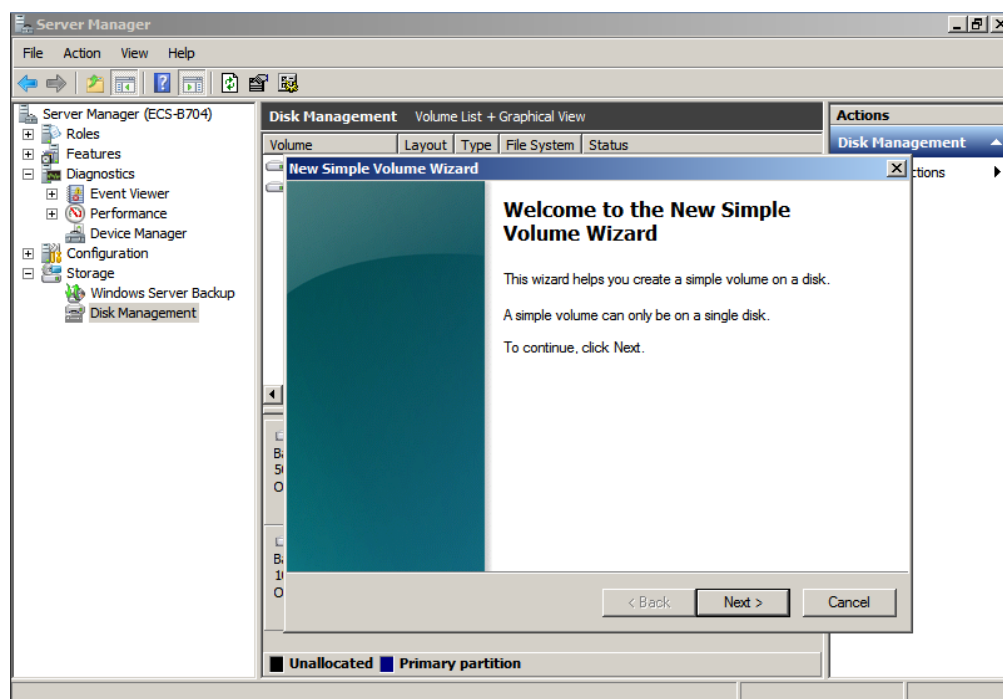 Server Manager
File Action View Help
Server Manager (ECS-B704)
Roles
Features
Diagnostics
Event Viewer
Performance
Device Manager
Configuration
Storage
Windows Server Backup
Disk Management
Disk Management Volume List + Graphical View
Volume Layout Type File System Status
Actions
Disk Management
New Simple Volume Wizard
Welcome to the New Simple
Volume Wizard
This wizard helps you create a simple volume on a disk.
A simple volume can only be on a single disk.
To continue, click Next.
< Back Next > Cancel
Unallocated Primary partition